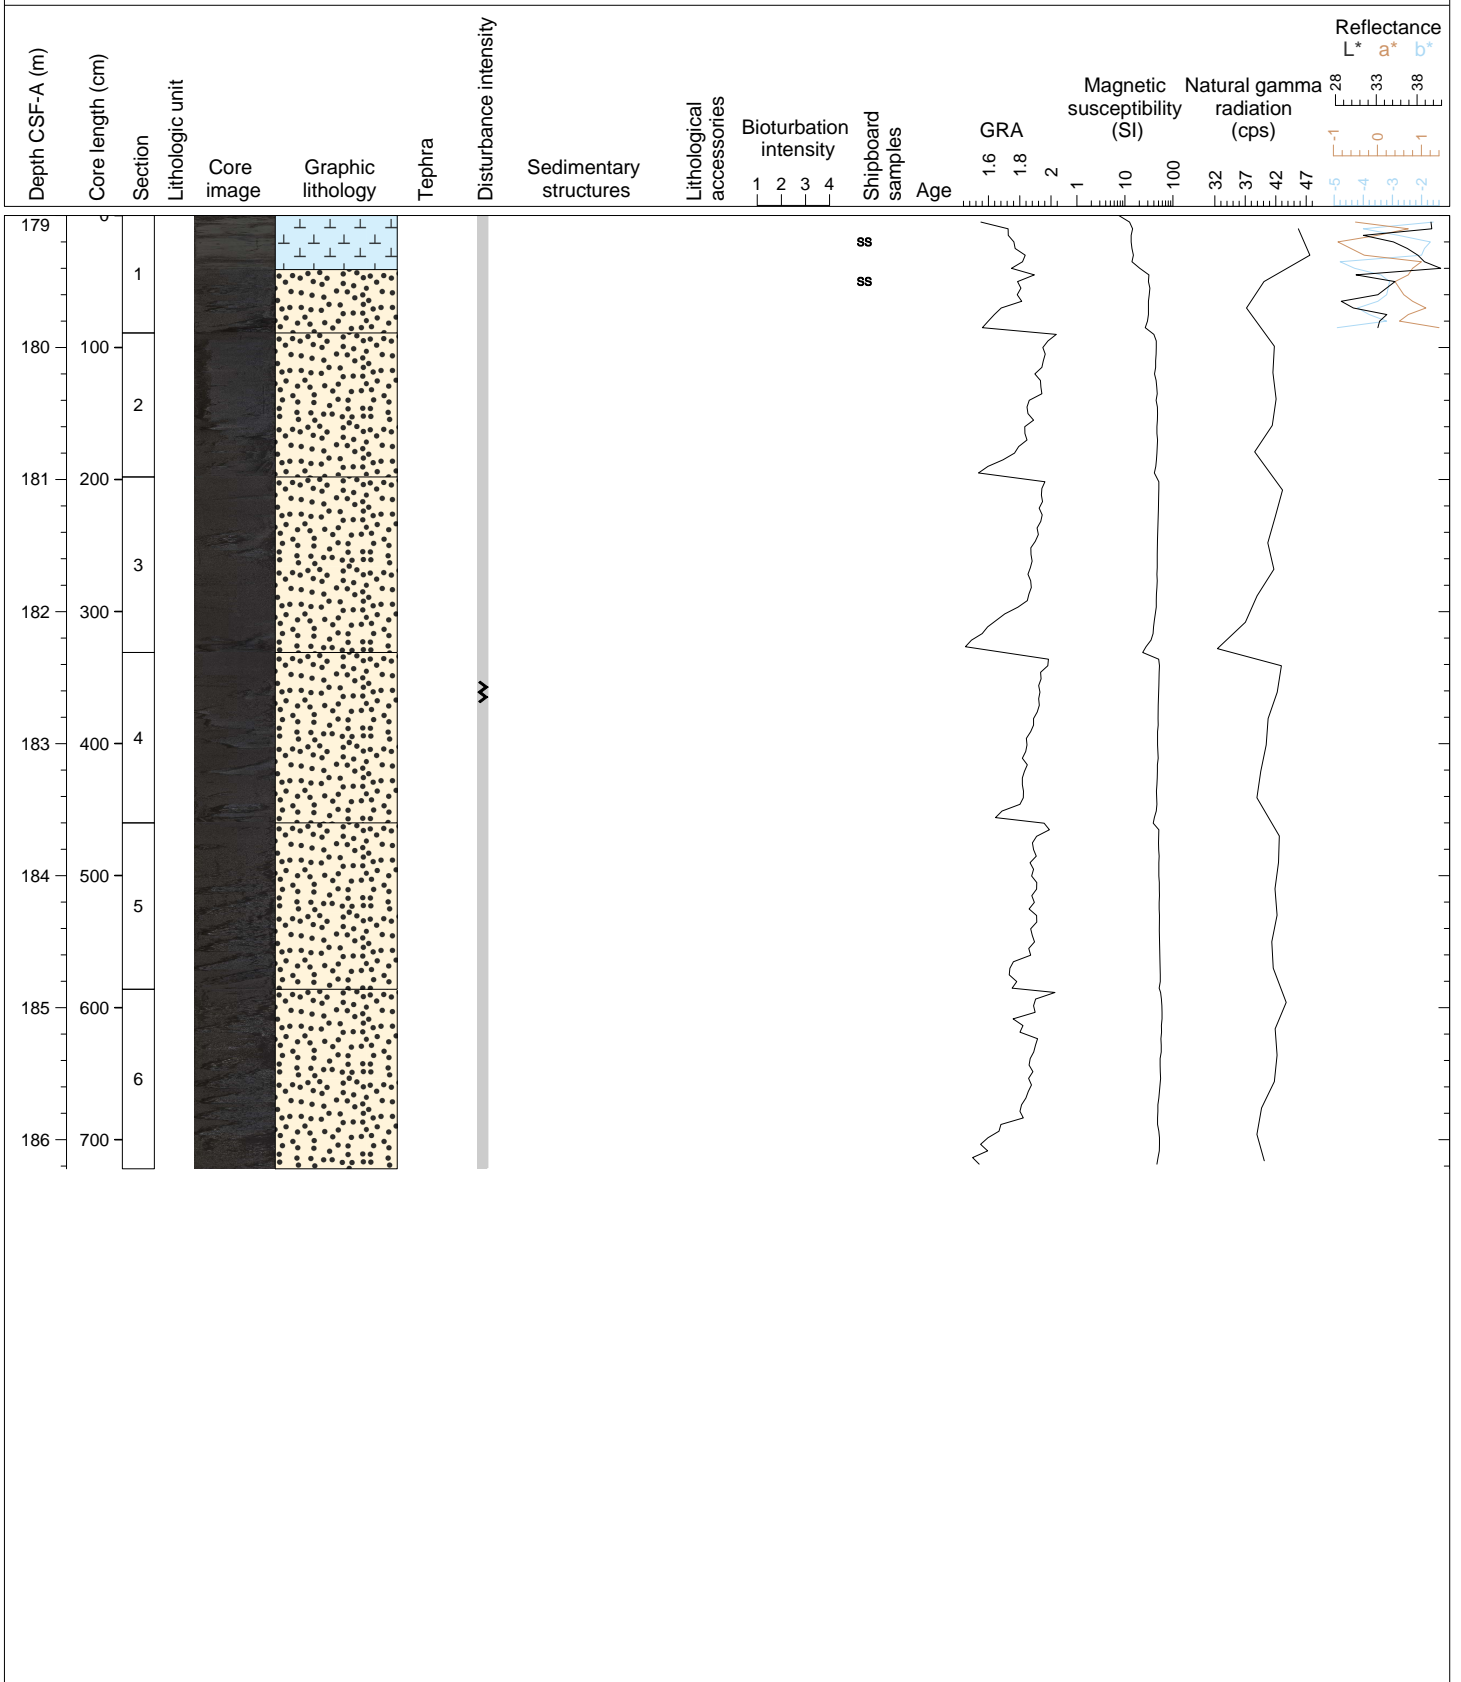 Depth CSF-A (m)
Core length (cm)
Section
Lithologic unit
Core
image
Graphic
lithology
Tephra
Disturbance intensity
Sedimentary
structures
Lithological
accessories
Bioturbation
intensity
1 2 3 4
Shipboard
samples
Age
GRA
1.6 1.8 2
Magnetic
susceptibility
(SI)
1 10 100
Natural gamma
radiation
(cps)
32 37 42 47
Reflectance
L* a* b*
28 33 38
-1 0 1
-5 -4 -3 -2
179 0
1
ss
ss
180 100
2
181 200
3
182 300
4
183 400
184 500
5
185 600
6
186 700